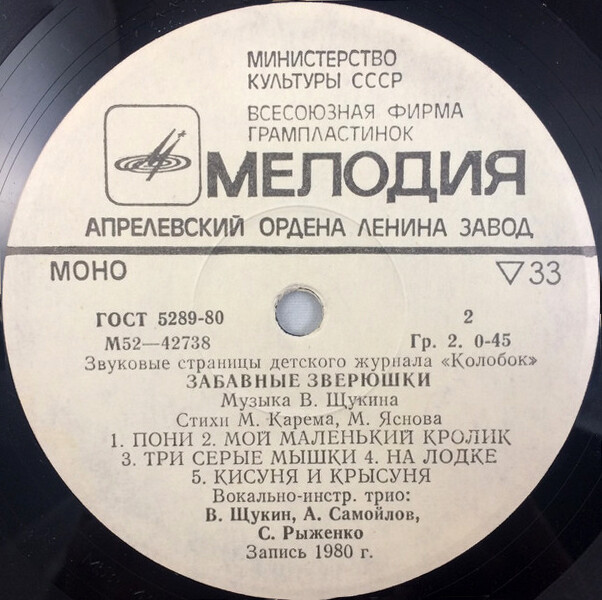 МИНИСТЕРСТВО
КУЛЬТУРЫ СССР
ВСЕСОЮЗНАЯ ФИРМА
ГРАМПЛАСТИНОК
МЕЛОДИЯ
АПРЕЛЕВСКИЙ ОРДЕНА ЛЕНИНА ЗАВОД
МОНО ▽33
ГОСТ 5289-80 2
М52—42738 Гр. 2. 0-45
Звуковые страницы детского журнала «Колобок»
ЗАБАВНЫЕ ЗВЕРЮШКИ
Музыка В. Щукина
Стихи М. Карема, М. Яснова
1. ПОНИ 2. МОЙ МАЛЕНЬКИЙ КРОЛИК
3. ТРИ СЕРЫЕ МЫШКИ 4. НА ЛОДКЕ
5. КИСУНЯ И КРЫСУНЯ
Вокально-инстр. трио:
В. Щукин, А. Самойлов,
С. Рыженко
Запись 1980 г.